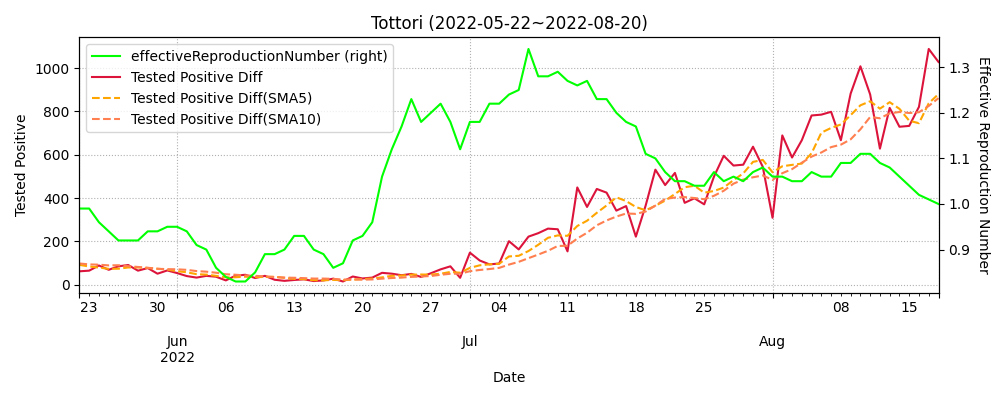 Tottori (2022-05-22~2022-08-20)
effectiveReproductionNumber (right)
Tested Positive Diff
Tested Positive Diff(SMA5)
Tested Positive Diff(SMA10)
Tested Positive
1000
800
600
400
200
0
1.3
1.2
1.1
1.0
0.9
Effective Reproduction Number
23 30 06 13 20 27 04 11 18 25 08 15
Jun Jul Aug
2022
Date